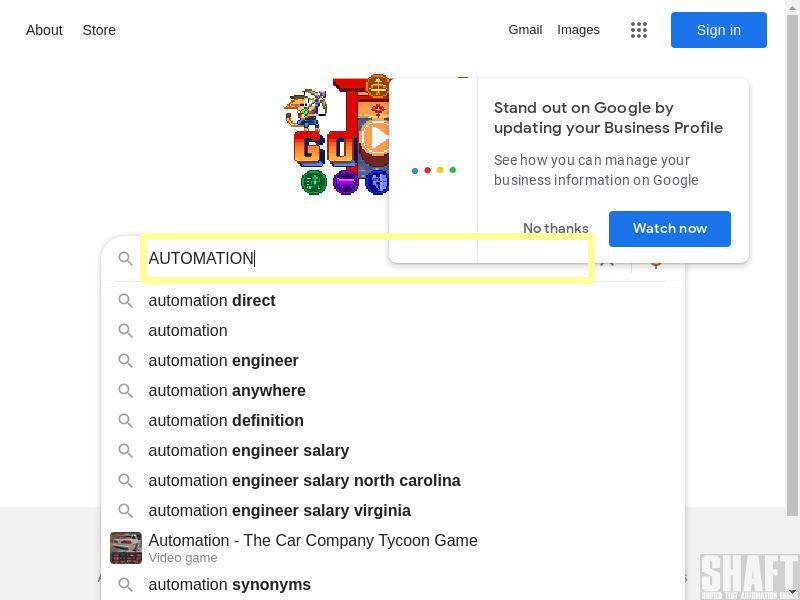 About Store Gmail Images Sign in
GO
Stand out on Google by
updating your Business Profile
See how you can manage your
business information on Google
No thanks Watch now
AUTOMATION
automation direct
automation
automation engineer
automation anywhere
automation definition
automation engineer salary
automation engineer salary north carolina
automation engineer salary virginia
Automation - The Car Company Tycoon Game
Video game
automation synonyms
SHAFT